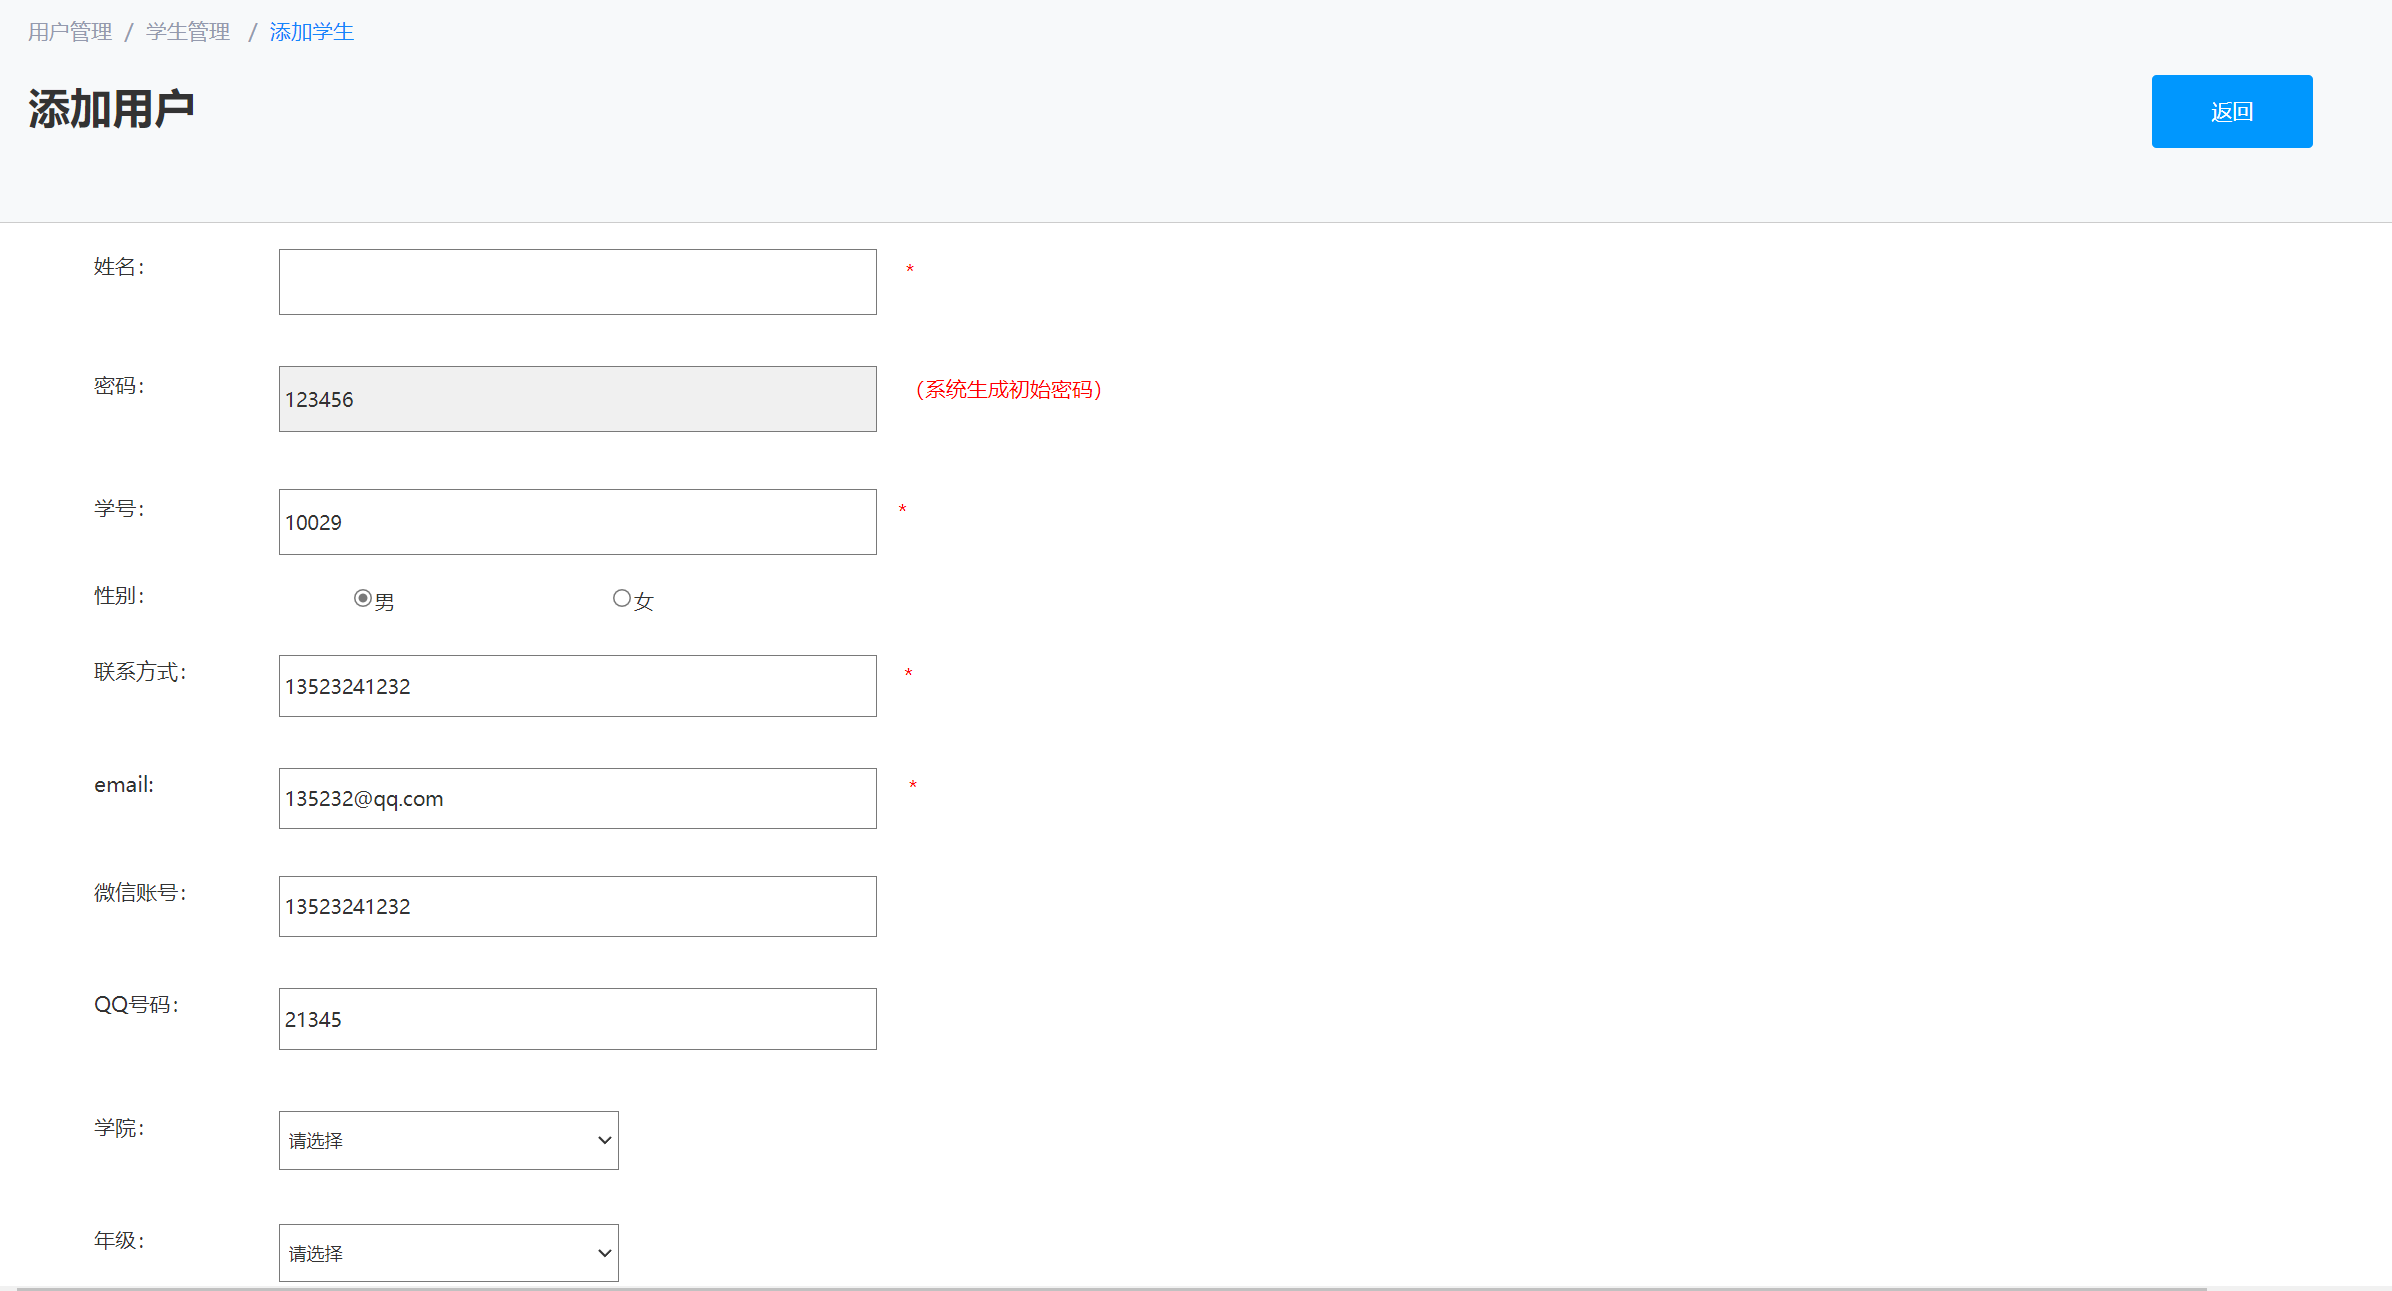 用户管理 / 学生管理 / 添加学生
添加用户
返回
姓名: *
密码: 123456 (系统生成初始密码)
学号: 10029 *
性别: 男 女
联系方式: 13523241232 *
email: 135232@qq.com *
微信账号: 13523241232
QQ号码: 21345
学院: 请选择
年级: 请选择